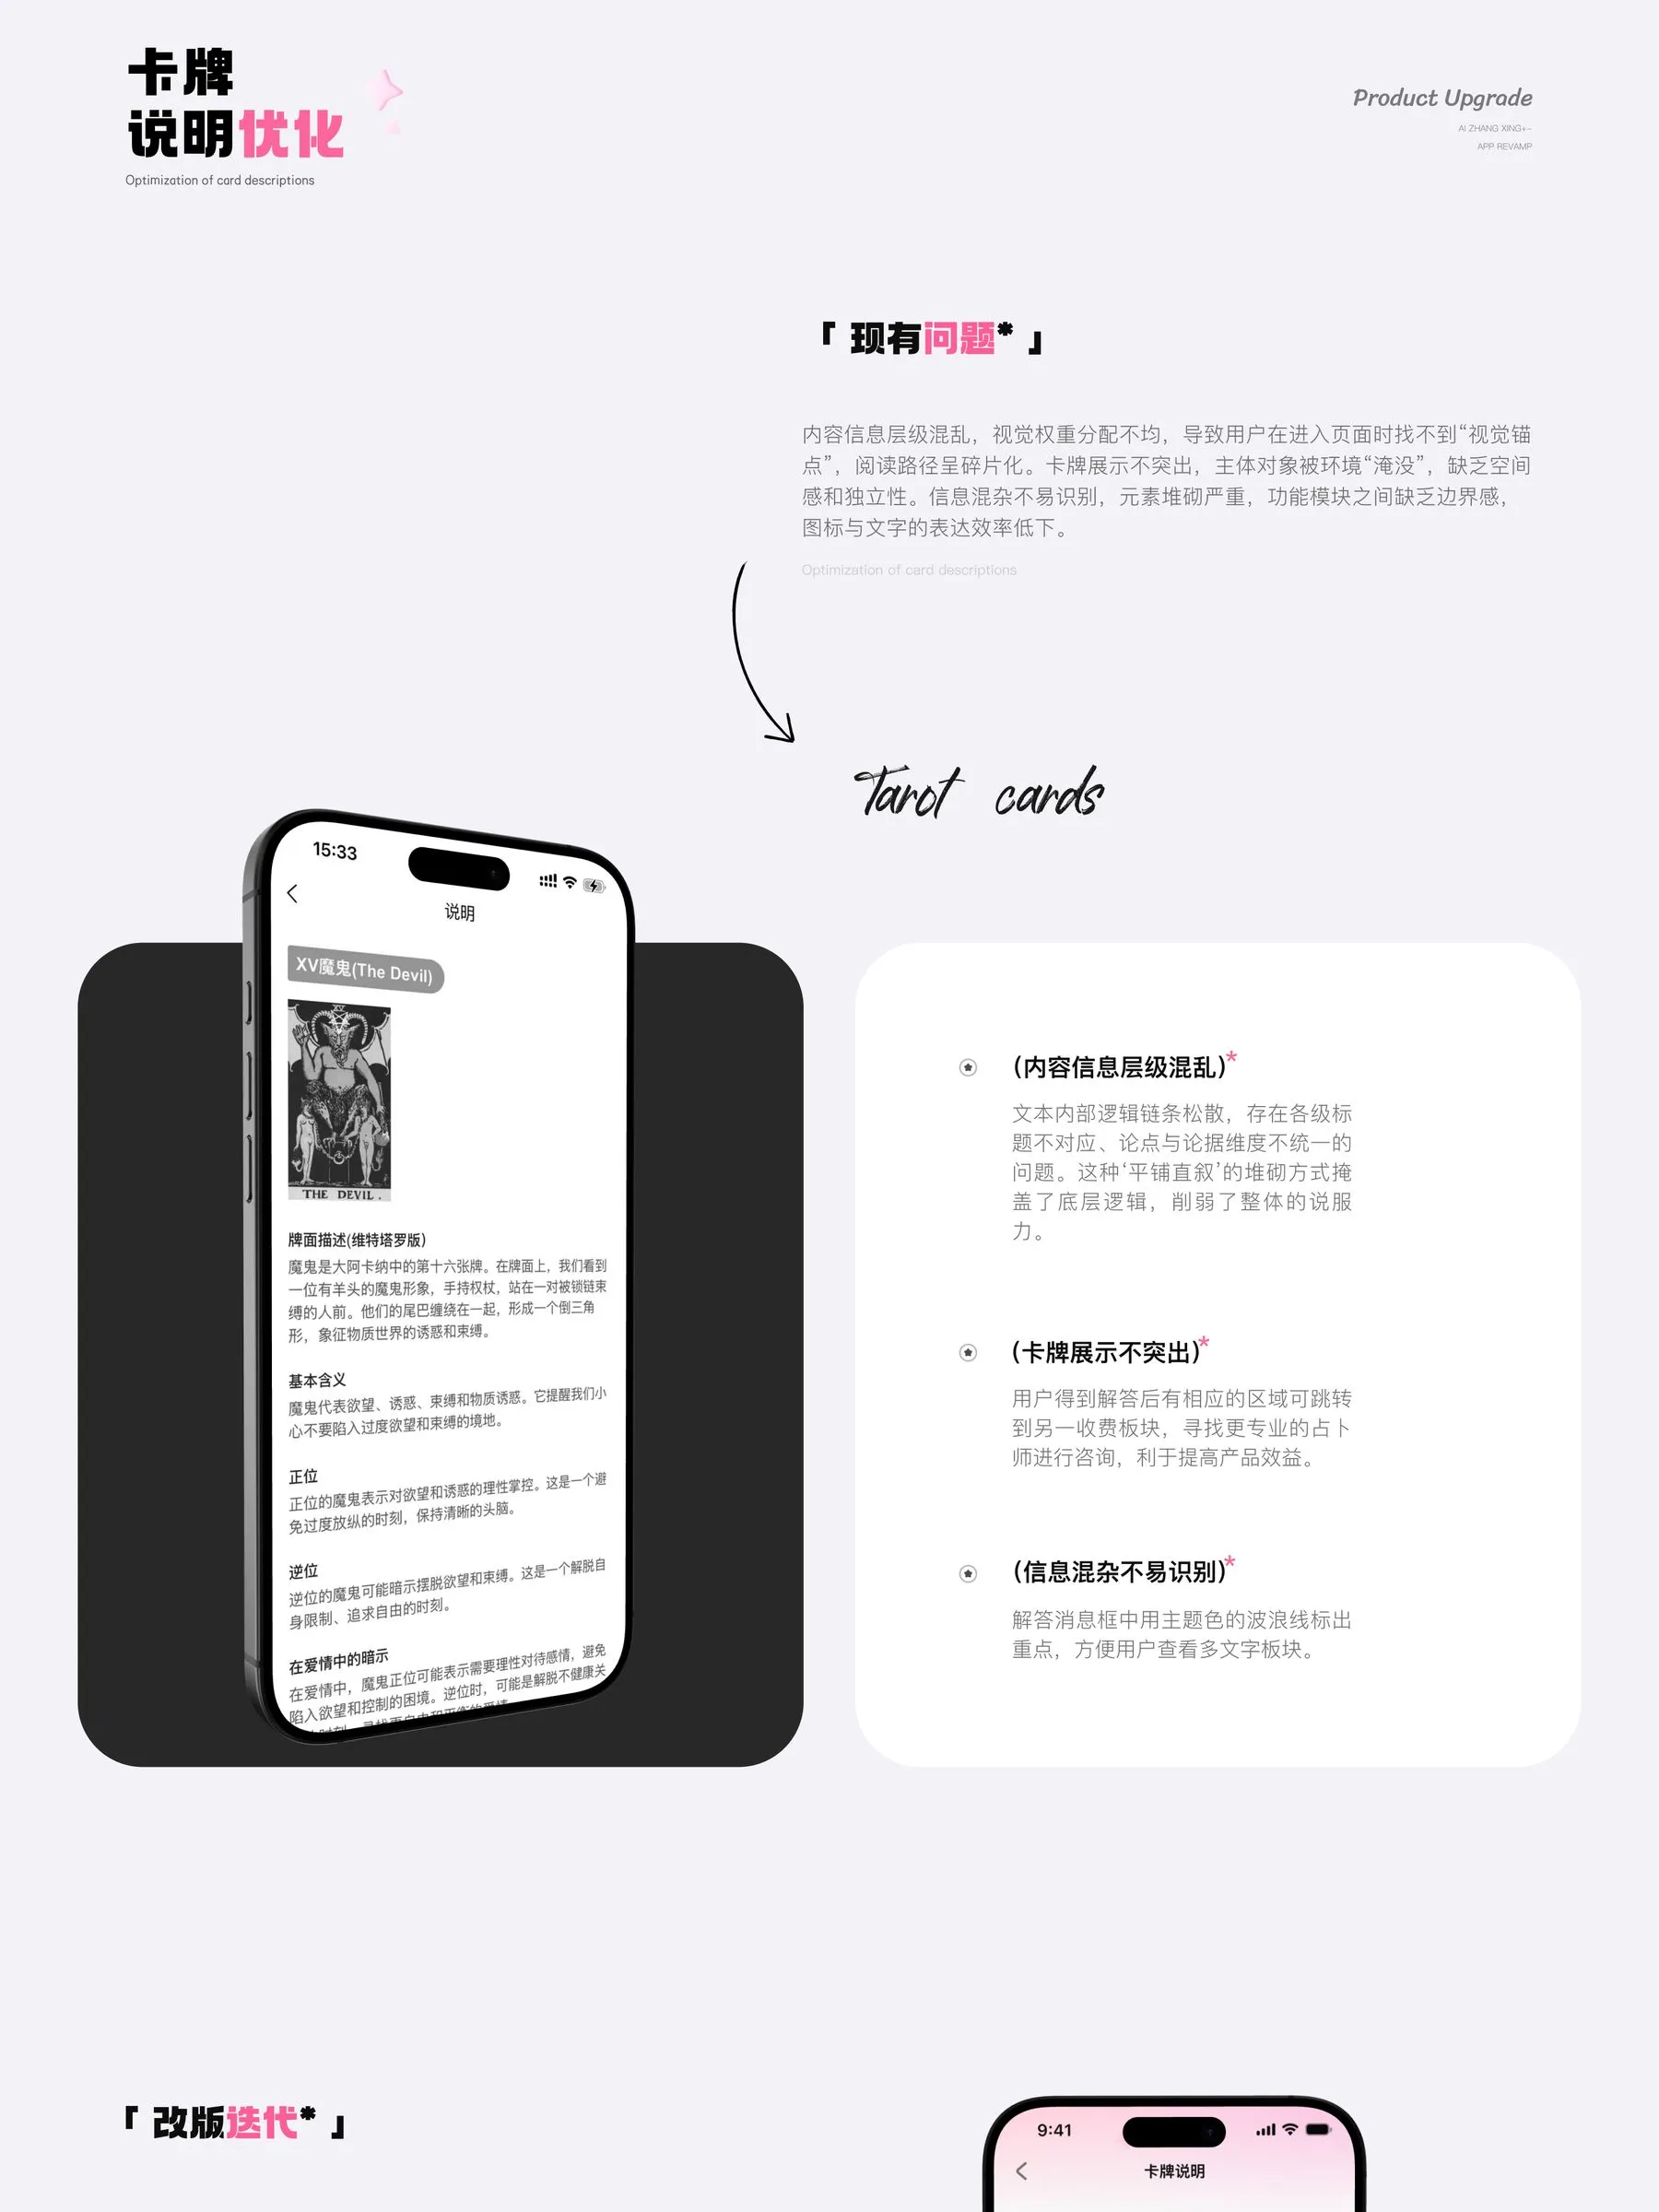 卡牌
说明优化
Optimization of card descriptions
Product Upgrade
AI ZHANG XING+-
APP REVAMP
「 现有问题* 」
内容信息层级混乱，视觉权重分配不均，导致用户在进入页面时找不到“视觉锚
点”，阅读路径呈碎片化。卡牌展示不突出，主体对象被环境“淹没”，缺乏空间
感和独立性。信息混杂不易识别，元素堆砌严重，功能模块之间缺乏边界感，
图标与文字的表达效率低下。
Optimization of card descriptions
Tarot cards
15:33
说明
XV魔鬼(The Devil)
XV
THE DEVIL.
牌面描述(维特塔罗版)
魔鬼是大阿卡纳中的第十六张牌。在牌面上，我们看到
一位有羊头的魔鬼形象，手持权杖，站在一对被锁链束
缚的人前。他们的尾巴缠绕在一起，形成一个倒三角
形，象征物质世界的诱惑和束缚。
基本含义
魔鬼代表欲望、诱惑、束缚和物质诱惑。它提醒我们小
心不要陷入过度欲望和束缚的境地。
正位
正位的魔鬼表示对欲望和诱惑的理性掌控。这是一个避
免过度放纵的时刻，保持清晰的头脑。
逆位
逆位的魔鬼可能暗示摆脱欲望和束缚。这是一个解脱自
身限制、追求自由的时刻。
在爱情中的暗示
在爱情中，魔鬼正位可能表示需要理性对待感情，避免
陷入欲望和控制的困境。逆位时，可能是解脱不健康关
(内容信息层级混乱)*
文本内部逻辑链条松散，存在各级标
题不对应、论点与论据维度不统一的
问题。这种‘平铺直叙’的堆砌方式掩
盖了底层逻辑，削弱了整体的说服
力。
(卡牌展示不突出)*
用户得到解答后有相应的区域可跳转
到另一收费板块，寻找更专业的占卜
师进行咨询，利于提高产品效益。
(信息混杂不易识别)*
解答消息框中用主题色的波浪线标出
重点，方便用户查看多文字板块。
「 改版迭代* 」
9:41
卡牌说明